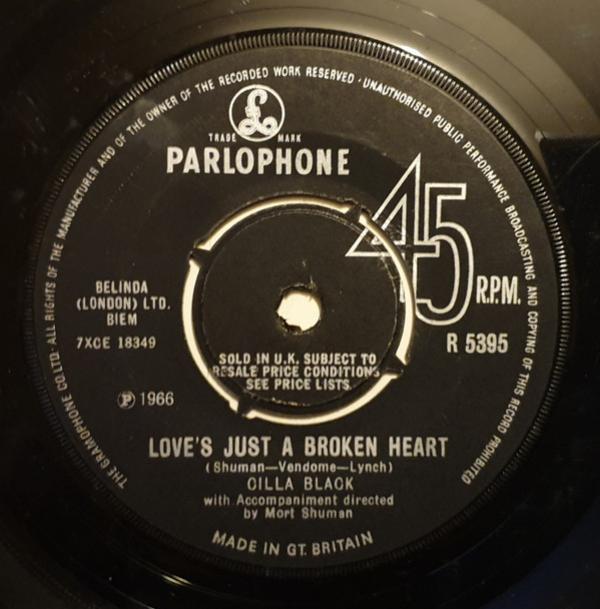 THE GRAMOPHONE CO. LTD. ALL RIGHTS OF THE MANUFACTURER AND OF THE OWNER OF THE RECORDED WORK RESERVED · UNAUTHORISED PUBLIC PERFORMANCE BROADCASTING AND COPYING OF THIS RECORD PROHIBITED
£
TRADE MARK
PARLOPHONE
45
R.P.M.
BELINDA
(LONDON) LTD.
BIEM
7XCE 18349
R 5395
SOLD IN U.K. SUBJECT TO
RESALE PRICE CONDITIONS
SEE PRICE LISTS
℗ 1966
LOVE'S JUST A BROKEN HEART
(Shuman—Vendome—Lynch)
CILLA BLACK
with Accompaniment directed
by Mort Shuman
MADE IN GT. BRITAIN